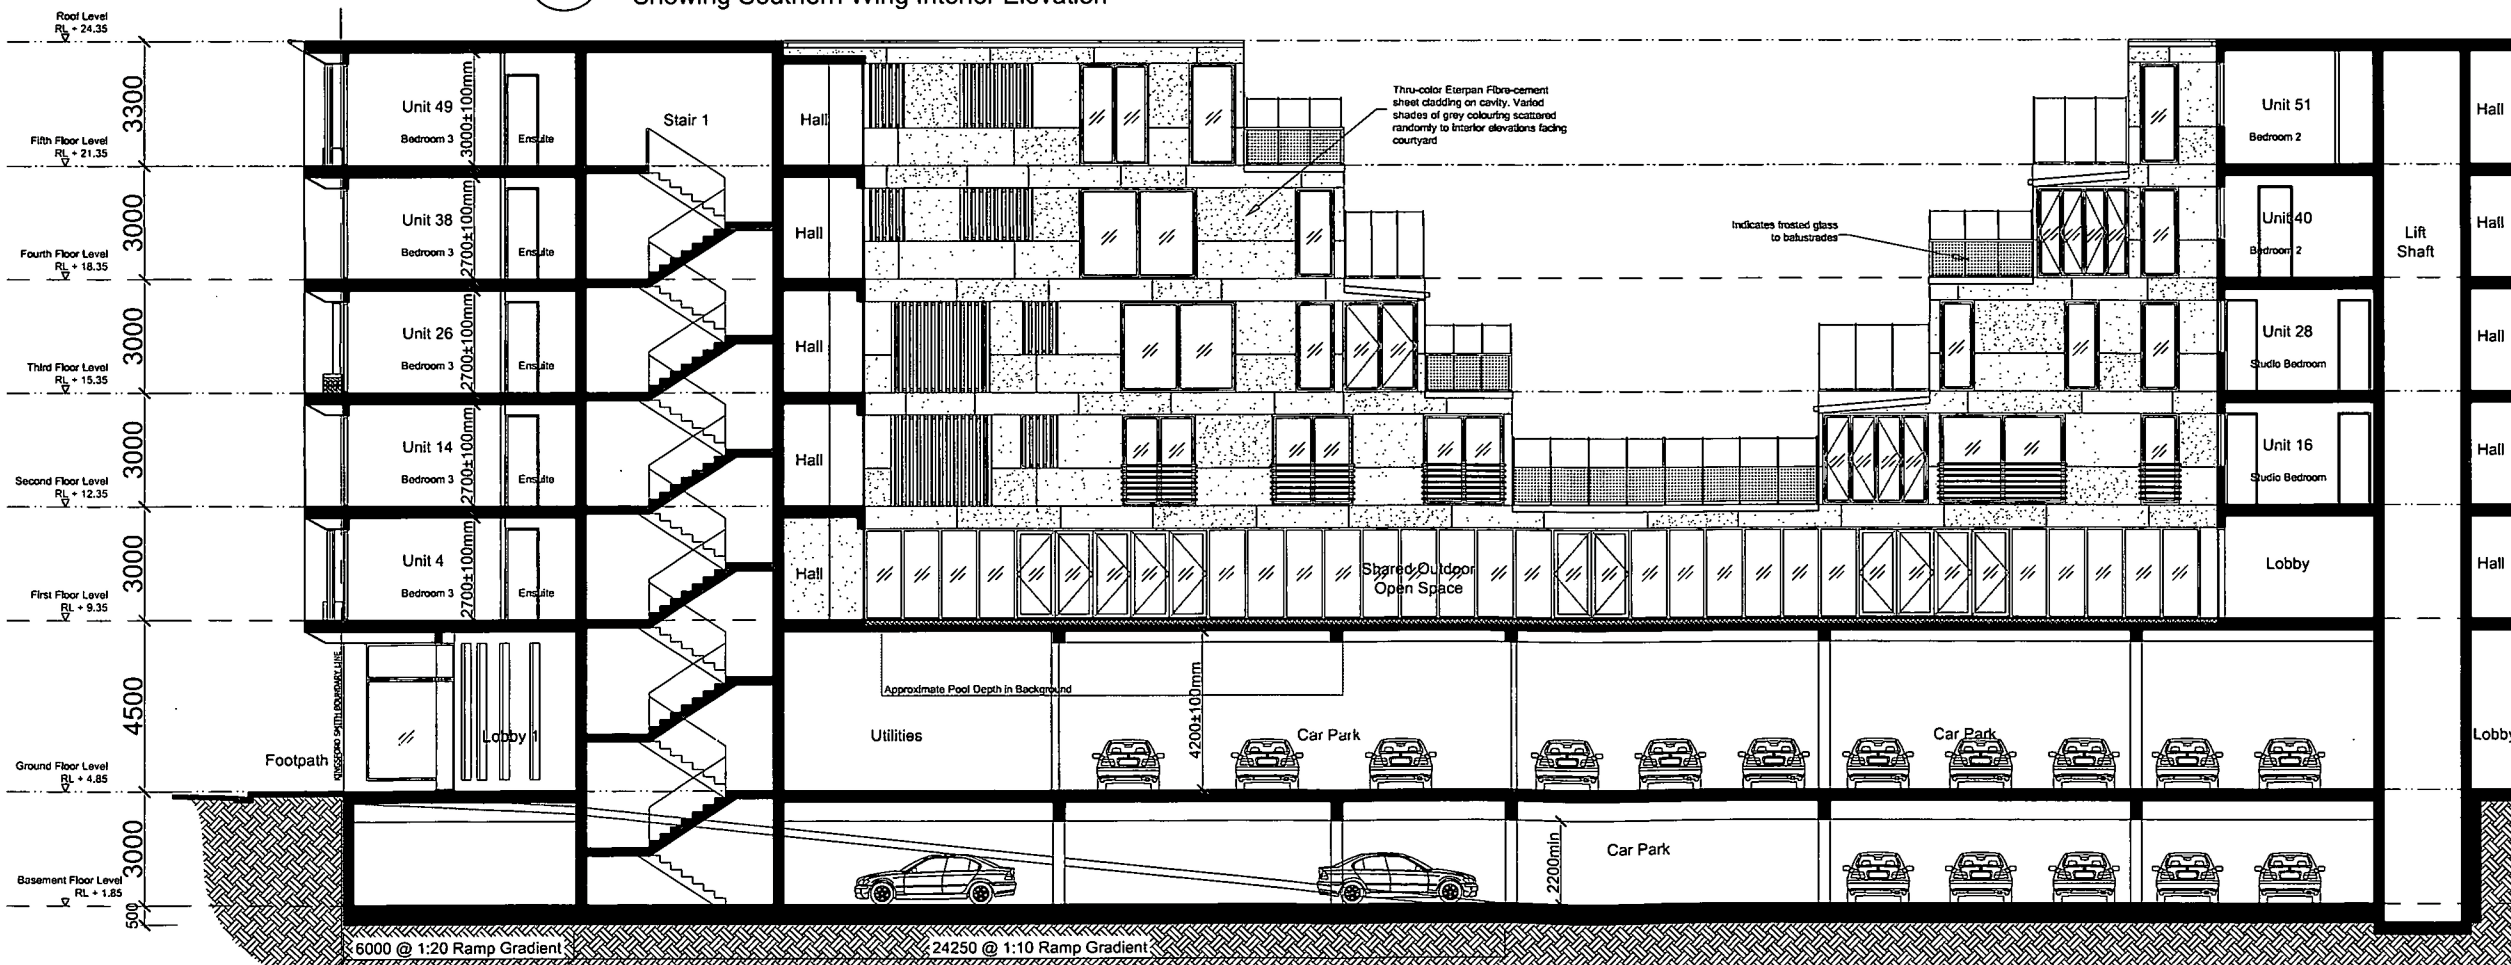 Showing Southern Wing Interior Elevation
Roof Level
RL + 24.35
3300
Fifth Floor Level
RL + 21.35
3000
Fourth Floor Level
RL + 18.35
3000
Third Floor Level
RL + 15.35
3000
Second Floor Level
RL + 12.35
3000
First Floor Level
RL + 9.35
4500
Ground Floor Level
RL + 4.85
3000
Basement Floor Level
RL + 1.85
500
Unit 49
Bedroom 3
3000±100mm
Ensuite
Stair 1
Hall
Thru-color Eterpan Fibre-cement
sheet cladding on cavity. Varied
shades of grey colouring scattered
randomly to interior elevations facing
courtyard
Unit 51
Bedroom 2
Hall
Unit 38
Bedroom 3
2700±100mm
Ensuite
Hall
Indicates frosted glass
to balustrades
Unit 40
Bedroom 2
Lift
Shaft
Hall
Unit 26
Bedroom 3
2700±100mm
Ensuite
Hall
Unit 28
Studio Bedroom
Hall
Unit 14
Bedroom 3
2700±100mm
Ensuite
Hall
Unit 16
Studio Bedroom
Hall
Unit 4
Bedroom 3
2700±100mm
Ensuite
Hall
Shared Outdoor
Open Space
Lobby
Hall
KINGSFORD SMITH BOUNDARY LINE
Footpath
Lobby 1
Approximate Pool Depth in Background
Utilities
4200±100mm
Car Park
Car Park
Lobby
2200min
Car Park
6000 @ 1:20 Ramp Gradient
24250 @ 1:10 Ramp Gradient